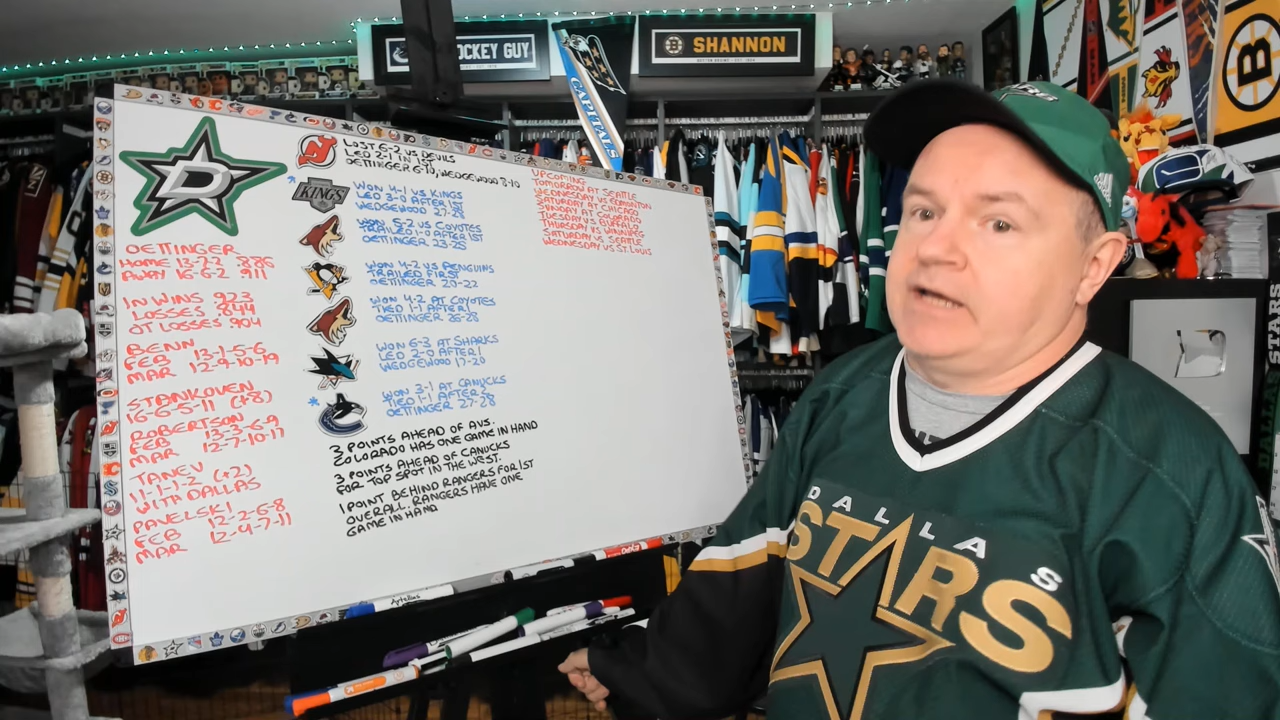 OCKEY GUY
SHANNON
CAPITALS
D
OETTINGER
HOME 13-7-2 .886
AWAY 16-6-2 .911
IN WINS 923
LOSSES .844
OT LOSSES .904
BENN
FEB 13-1-5-6
MAR 12-9-10-19
STANKOVEN
16-6-5-11 (+8)
ROBERTSON
FEB 13-3-6-9
MAR 12-7-10-17
TANEV (+2)
11-1-1-2
WITH DALLAS
PAVELSKI
FEB 12-2-6-8
MAR 12-4-7-11
LOST 6-2 VS DEVILS
LED 2-1 IN
OETTINGER 6-10, WEDGEWOOD 8-10
KINGS
WON 4-1 VS KINGS
LED 3-0 AFTER 1ST
WEDGEWOOD 27-28
VS COYOTES
TRAILED 1-0 AFTER 1ST
OETTINGER 23-25
WON 4-2 VS PENGUINS
TRAILED FIRST
OETTINGER 20-22
WON 4-2 AT COYOTES
TIED 1-1 AFTER 1
OETTINGER 26-28
WON 6-3 AT SHARKS
LED 2-0 AFTER 1
WEDGEWOOD 17-20
WON 3-1 AT CANUCKS
TIED 1-1 AFTER 1
OETTINGER 27-28
3 POINTS AHEAD OF AVS.
COLORADO HAS ONE GAME IN HAND
3 POINTS AHEAD OF CANUCKS
FOR TOP SPOT IN THE WEST.
1 POINT BEHIND RANGERS FOR 1ST
OVERALL. RANGERS HAVE ONE
GAME IN HAND
UPCOMING
TOMORROW AT SEATTLE
WEDNESDAY VS EDMONTON
SATURDAY AT CHICAGO
SUNDAY AT COLORADO
TUESDAY VS BUFFALO
THURSDAY VS WINNIPEG
SATURDAY VS SEATTLE
WEDNESDAY VS ST. LOUIS
B
DALLAS STARS
DALLAS
STARS